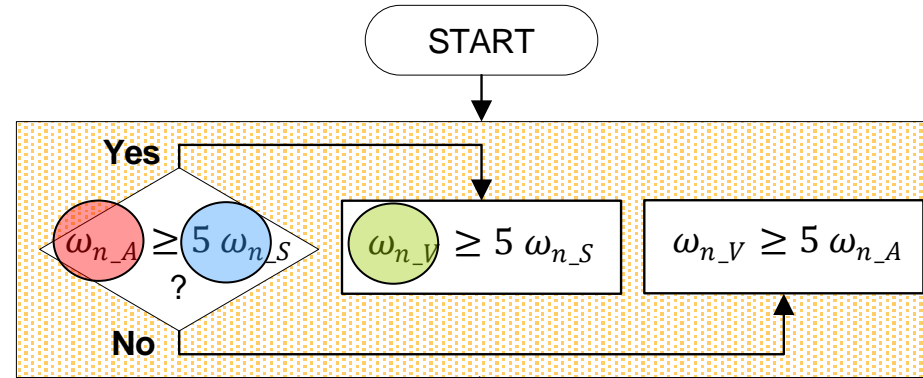 START
Yes
ω_{n_A} ≥ 5 ω_{n_S}
?
ω_{n_V} ≥ 5 ω_{n_S}
ω_{n_V} ≥ 5 ω_{n_A}
No